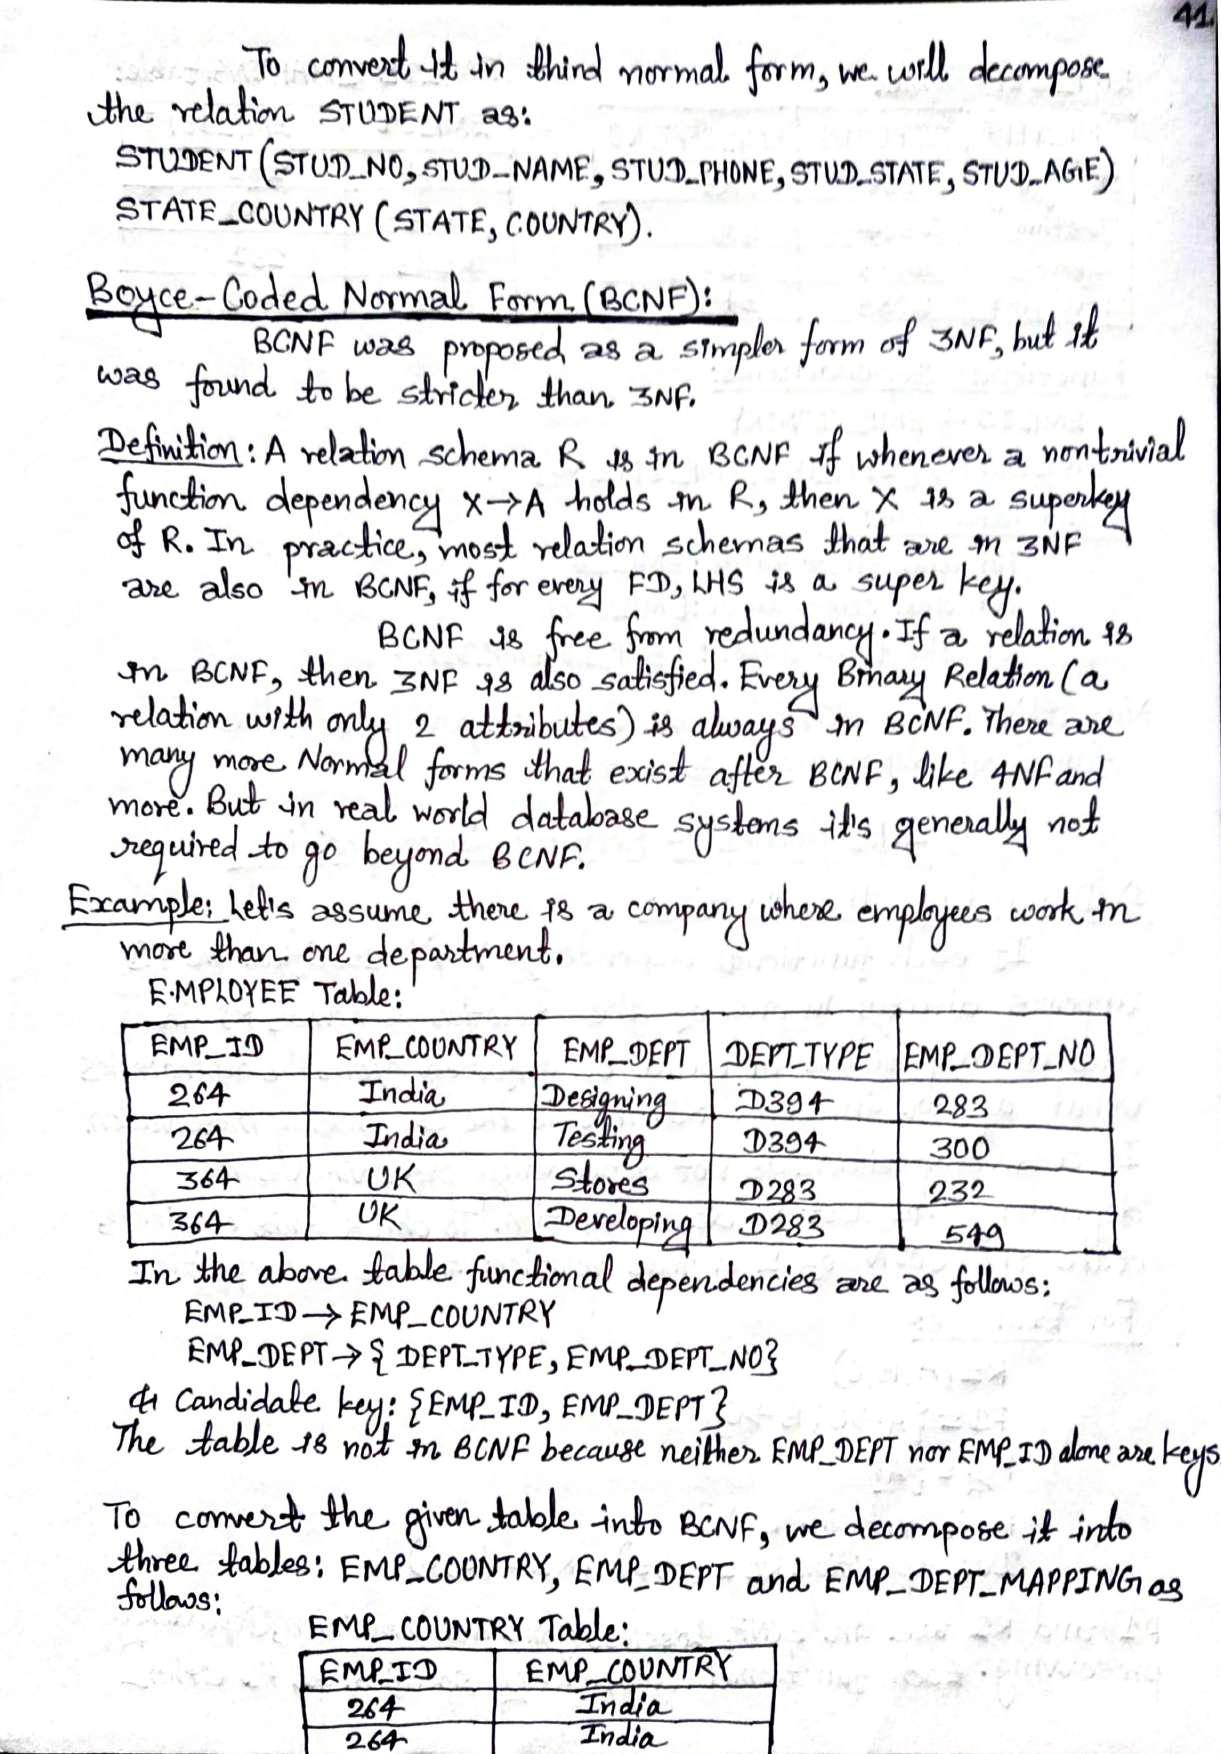 41.
To convert it in third normal form, we will decompose
the relation STUDENT as:
STUDENT (STUD_NO, STUD_NAME, STUD_PHONE, STUD_STATE, STUD_AGE)
STATE_COUNTRY (STATE, COUNTRY).
Boyce-Coded Normal Form (BCNF):
BCNF was proposed as a simpler form of 3NF, but it
was found to be stricter than 3NF.
Definition: A relation schema R is in BCNF if whenever a nontrivial
function dependency X→A holds in R, then X is a superkey
of R. In practice, most relation schemas that are in 3NF
are also in BCNF, if for every FD, LHS is a super key.
BCNF is free from redundancy. If a relation is
in BCNF, then 3NF is also satisfied. Every Binary Relation (a
relation with only 2 attributes) is always in BCNF. There are
many more Normal forms that exist after BCNF, like 4NF and
more. But in real world database systems it's generally not
required to go beyond BCNF.
Example: Let's assume there is a company where employees work in
more than one department.
EMPLOYEE Table:
EMP_ID EMP_COUNTRY EMP_DEPT DEPT_TYPE EMP_DEPT_NO
264 India Designing D394 283
264 India Testing D394 300
364 UK Stores D283 232
364 UK Developing D283 549
In the above table functional dependencies are as follows:
EMP_ID → EMP_COUNTRY
EMP_DEPT → { DEPT_TYPE, EMP_DEPT_NO}
& Candidate key: {EMP_ID, EMP_DEPT}
The table is not in BCNF because neither EMP_DEPT nor EMP_ID alone are keys
To convert the given table into BCNF, we decompose it into
three tables: EMP_COUNTRY, EMP_DEPT and EMP_DEPT_MAPPING as
follows:
EMP_COUNTRY Table:
EMP_ID EMP_COUNTRY
264 India
264 India